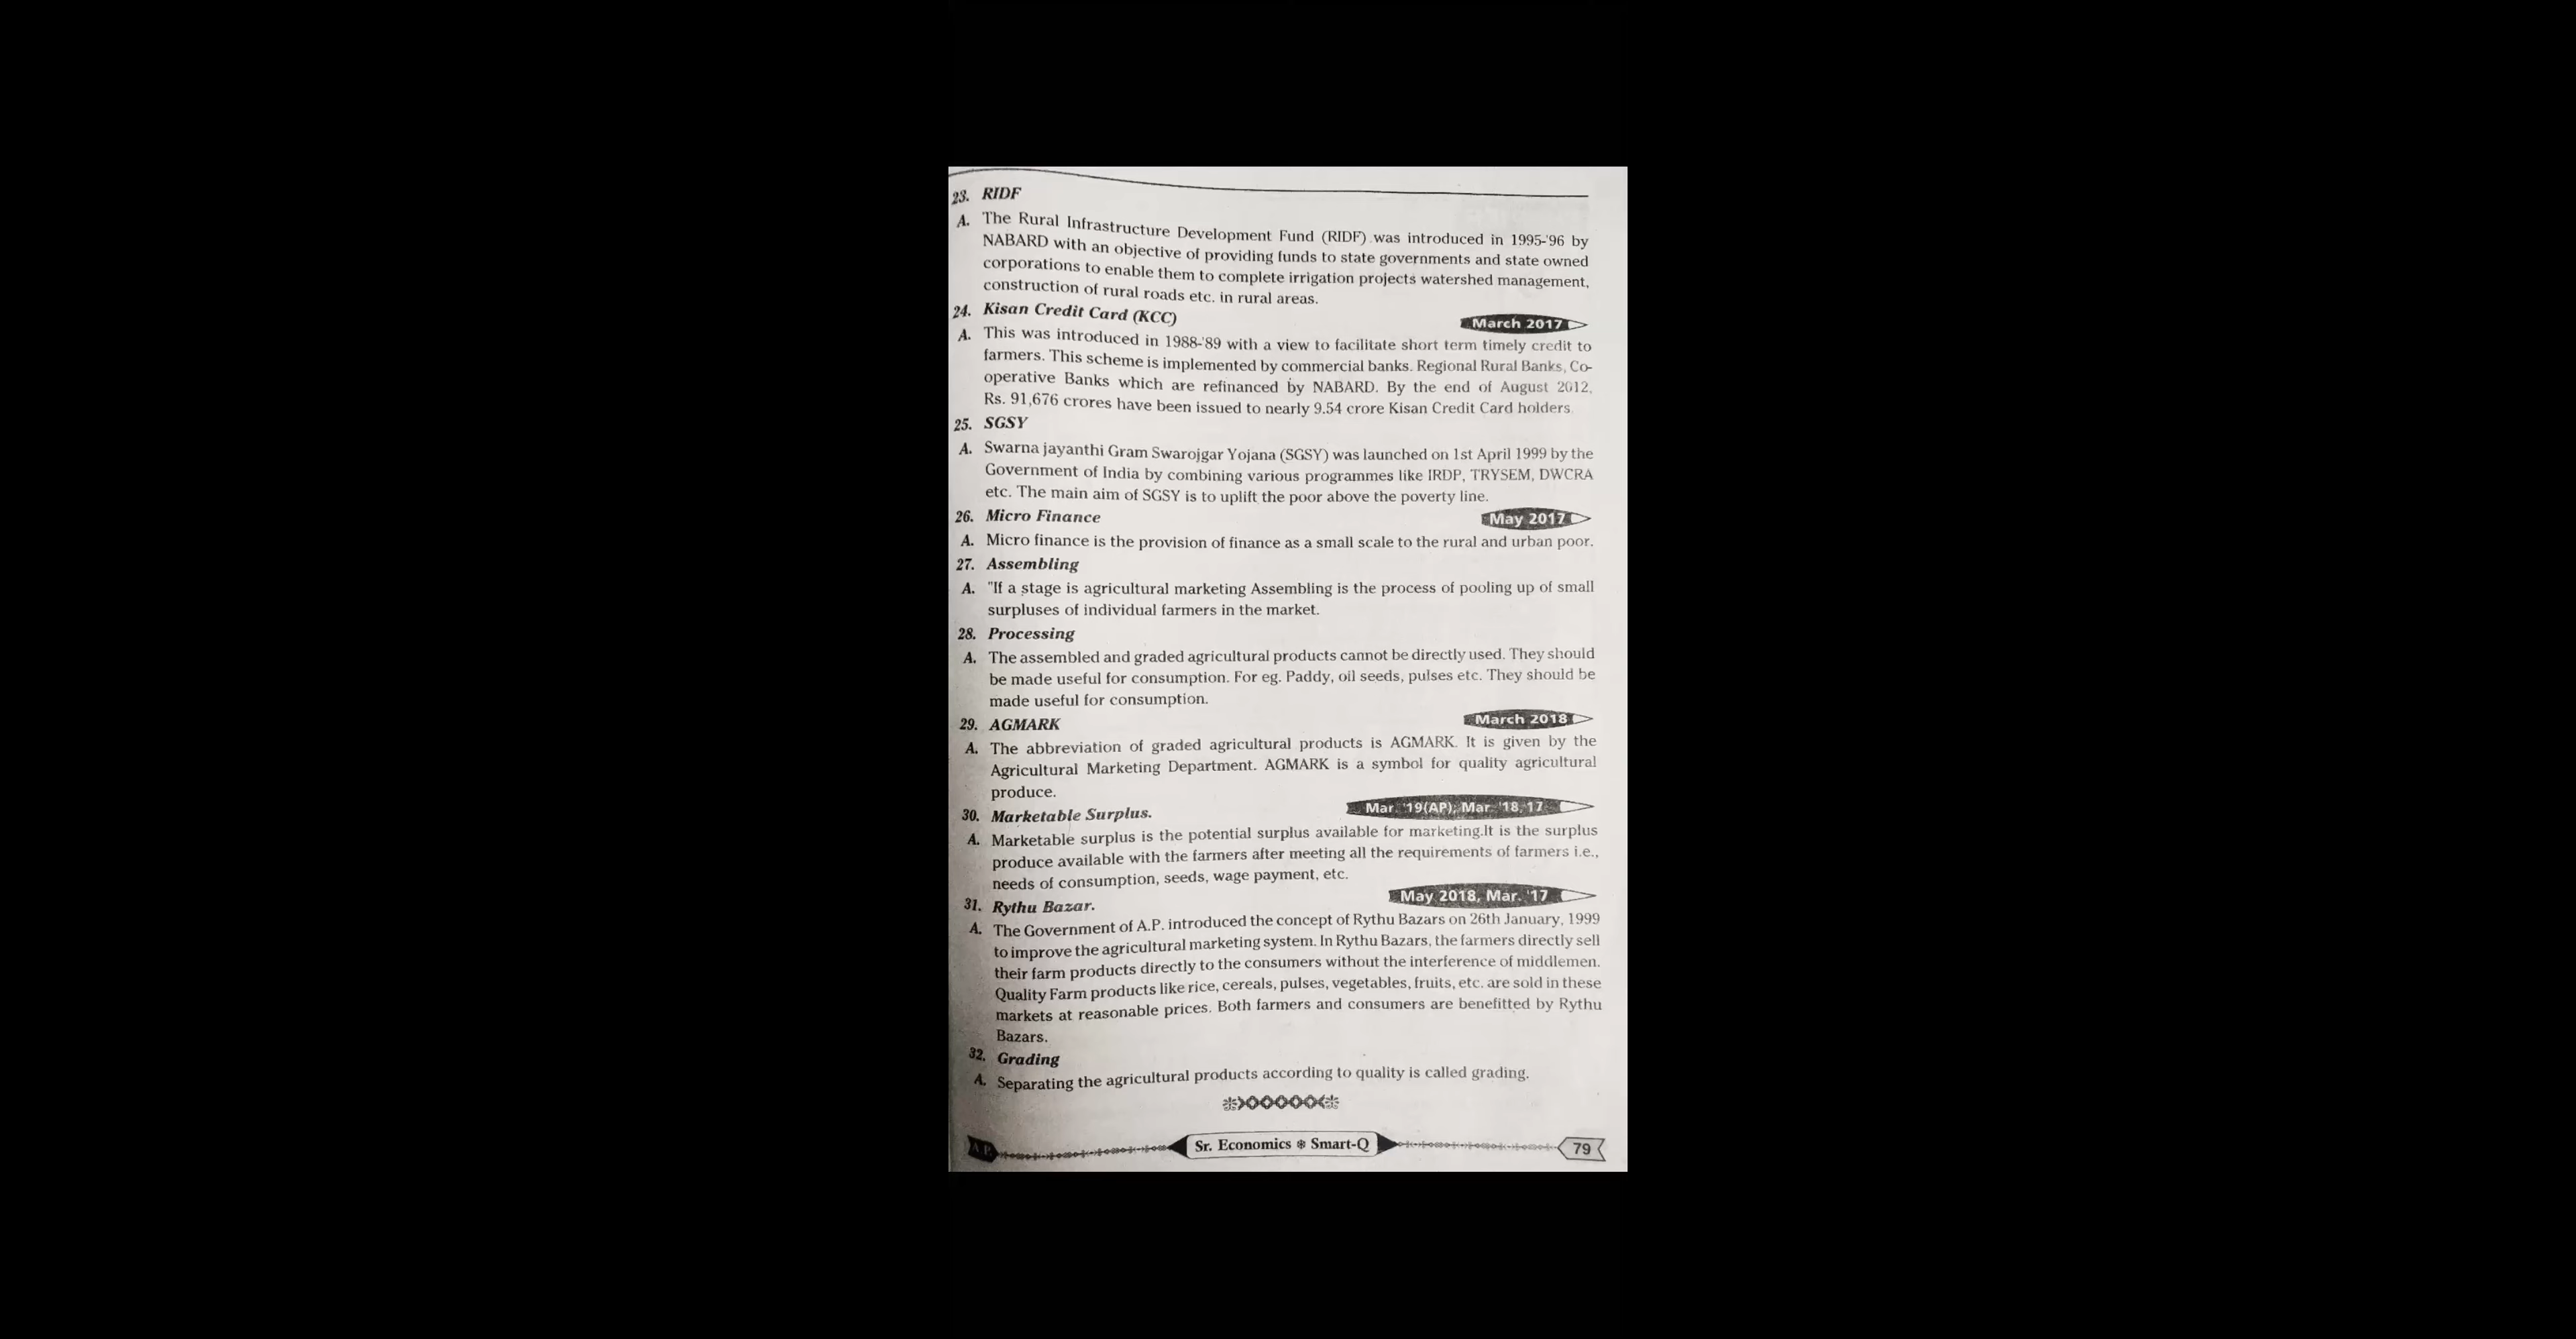 23. RIDF
A. The Rural Infrastructure Development Fund (RIDF) was introduced in 1995-'96 by
NABARD with an objective of providing funds to state governments and state owned
corporations to enable them to complete irrigation projects watershed management,
construction of rural roads etc. in rural areas.
24. Kisan Credit Card (KCC)
March 2017
A. This was introduced in 1988-'89 with a view to facilitate short term timely credit to
farmers. This scheme is implemented by commercial banks. Regional Rural Banks, Co-
operative Banks which are refinanced by NABARD. By the end of August 2012,
Rs. 91,676 crores have been issued to nearly 9.54 crore Kisan Credit Card holders.
25. SGSY
A. Swarna jayanthi Gram Swarojgar Yojana (SGSY) was launched on 1st April 1999 by the
Government of India by combining various programmes like IRDP, TRYSEM, DWCRA
etc. The main aim of SGSY is to uplift the poor above the poverty line.
26. Micro Finance
May 2017
A. Micro finance is the provision of finance as a small scale to the rural and urban poor.
27. Assembling
A. "If a stage is agricultural marketing Assembling is the process of pooling up of small
surpluses of individual farmers in the market.
28. Processing
A. The assembled and graded agricultural products cannot be directly used. They should
be made useful for consumption. For eg. Paddy, oil seeds, pulses etc. They should be
made useful for consumption.
29. AGMARK
March 2018
A. The abbreviation of graded agricultural products is AGMARK. It is given by the
Agricultural Marketing Department. AGMARK is a symbol for quality agricultural
produce.
30. Marketable Surplus.
Mar. '19(AP); Mar. '18,'17
A. Marketable surplus is the potential surplus available for marketing.It is the surplus
produce available with the farmers after meeting all the requirements of farmers i.e.,
needs of consumption, seeds, wage payment, etc.
31. Rythu Bazar.
May 2018, Mar. '17
A. The Government of A.P. introduced the concept of Rythu Bazars on 26th January, 1999
to improve the agricultural marketing system. In Rythu Bazars, the farmers directly sell
their farm products directly to the consumers without the interference of middlemen.
Quality Farm products like rice, cereals, pulses, vegetables, fruits, etc. are sold in these
markets at reasonable prices. Both farmers and consumers are benefitted by Rythu
Bazars.
32. Grading
A. Separating the agricultural products according to quality is called grading.
A.P.
Sr. Economics ❄ Smart-Q
79